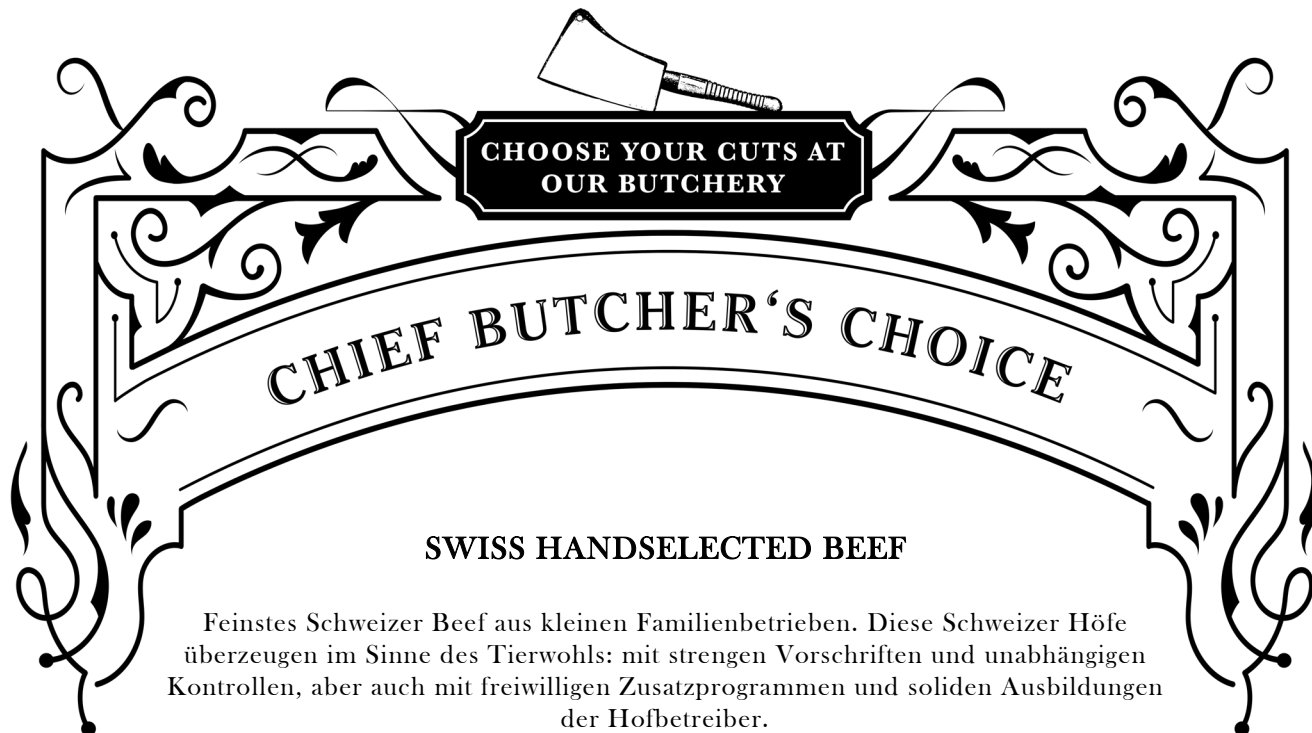 CHOOSE YOUR CUTS AT
OUR BUTCHERY
CHIEF BUTCHER‘S CHOICE
SWISS HANDSELECTED BEEF
Feinstes Schweizer Beef aus kleinen Familienbetrieben. Diese Schweizer Höfe
überzeugen im Sinne des Tierwohls: mit strengen Vorschriften und unabhängigen
Kontrollen, aber auch mit freiwilligen Zusatzprogrammen und soliden Ausbildungen
der Hofbetreiber.